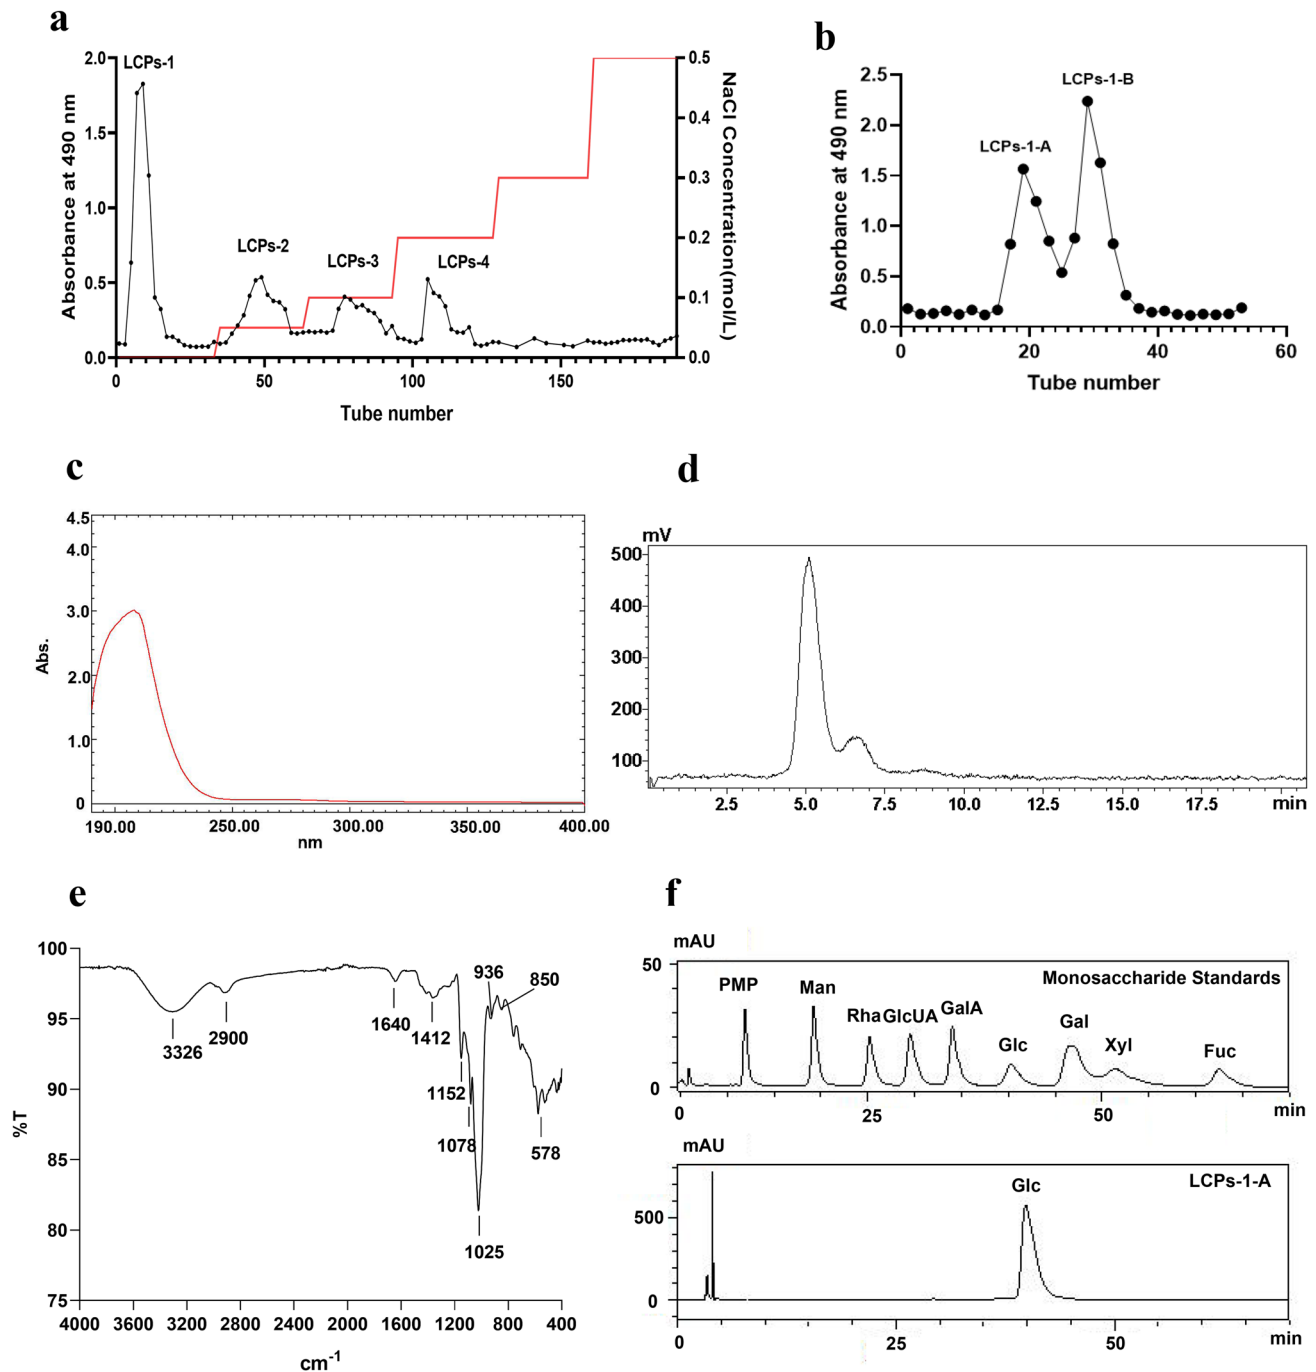 a
LCPs-1
LCPs-2
LCPs-3
LCPs-4
2.0
1.5
1.0
0.5
0.0
0.5
0.4
0.3
0.2
0.1
0.0
0
50
100
150
Absorbance at 490 nm
NaCl Concentration(mol/L)
Tube number
b
LCPs-1-B
LCPs-1-A
2.5
2.0
1.5
1.0
0.5
0.0
0
20
40
60
Absorbance at 490 nm
Tube number
c
4.5
4.0
3.0
2.0
1.0
0
Abs.
190.00
250.00
300.00
350.00
400.00
nm
d
mV
500
400
300
200
100
2.5
5.0
7.5
10.0
12.5
15.0
17.5
min
e
100
95
90
85
80
75
%T
3326
2900
1640
1412
1152
1078
1025
936
850
578
4000
3600
3200
2800
2400
2000
1600
1200
800
400
cm-1
f
mAU
50
0
Monosaccharide Standards
PMP
Man
Rha
GlcUA
GalA
Glc
Gal
Xyl
Fuc
0
25
50
min
mAU
500
0
LCPs-1-A
Glc
0
25
50
min